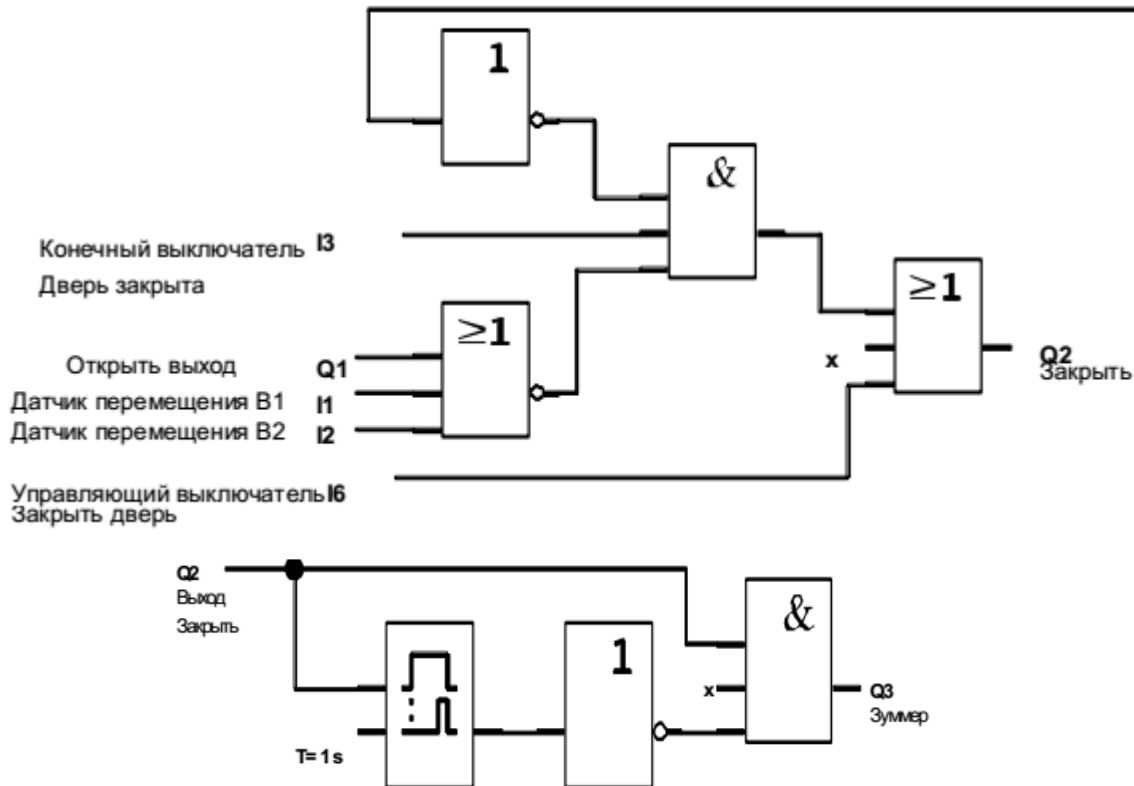 1
&
Конечный выключатель I3
Дверь закрыта
≥1
≥1
Открыть выход Q1
x
Q2
Закрыть
Датчик перемещения B1 I1
Датчик перемещения B2 I2
Управляющий выключатель I6
Закрыть дверь
Q2
Выход
Закрыть
&
1
x
Q3
Зуммер
T= 1 s